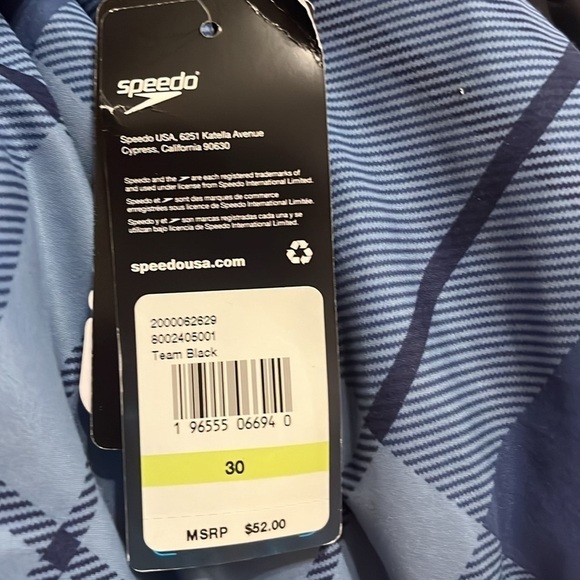 speedo
Speedo USA, 6251 Katella Avenue
Cypress, California 90630
Speedo and the are each registered trademarks of
and used under license from Speedo International Limited.
Speedo et sont des marques de commerce
enregistrées sous licence de Speedo International Limitée.
Speedo y et son marcas registradas cada una y se
utilizan bajo licencia de Speedo International Limited.
speedousa.com
2000062629
8002405001
Team Black
1 96555 06694 0
30
MSRP $52.00